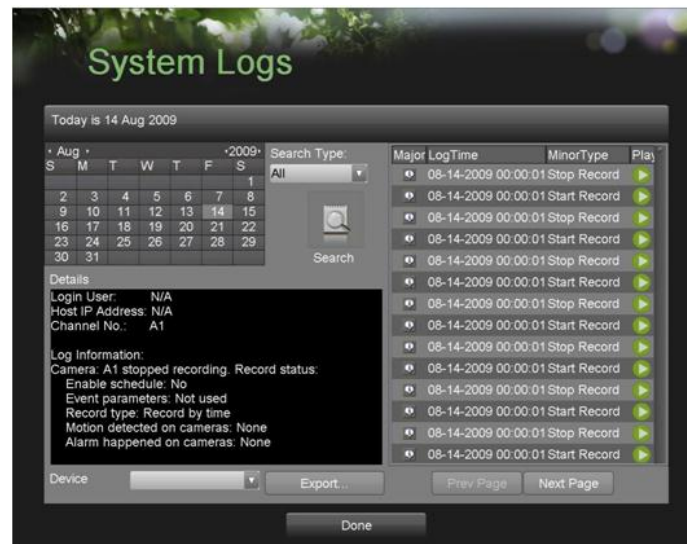 System Logs
Today is 14 Aug 2009
Aug 2009
S M T W T F S
1
2 3 4 5 6 7 8
9 10 11 12 13 14 15
16 17 18 19 20 21 22
23 24 25 26 27 28 29
30 31
Search Type:
All
Search
Details
Login User: N/A
Host IP Address: N/A
Channel No.: A1
Log Information:
Camera: A1 stopped recording. Record status:
Enable schedule: No
Event parameters: Not used
Record type: Record by time
Motion detected on cameras: None
Alarm happened on cameras: None
Device
Export...
Major LogTime MinorType Play
08-14-2009 00:00:01 Stop Record
08-14-2009 00:00:01 Start Record
08-14-2009 00:00:01 Stop Record
08-14-2009 00:00:01 Start Record
08-14-2009 00:00:01 Stop Record
08-14-2009 00:00:01 Start Record
08-14-2009 00:00:01 Stop Record
08-14-2009 00:00:01 Start Record
08-14-2009 00:00:01 Stop Record
08-14-2009 00:00:01 Start Record
08-14-2009 00:00:01 Stop Record
08-14-2009 00:00:01 Start Record
08-14-2009 00:00:01 Stop Record
08-14-2009 00:00:01 Start Record
Prev Page
Next Page
Done